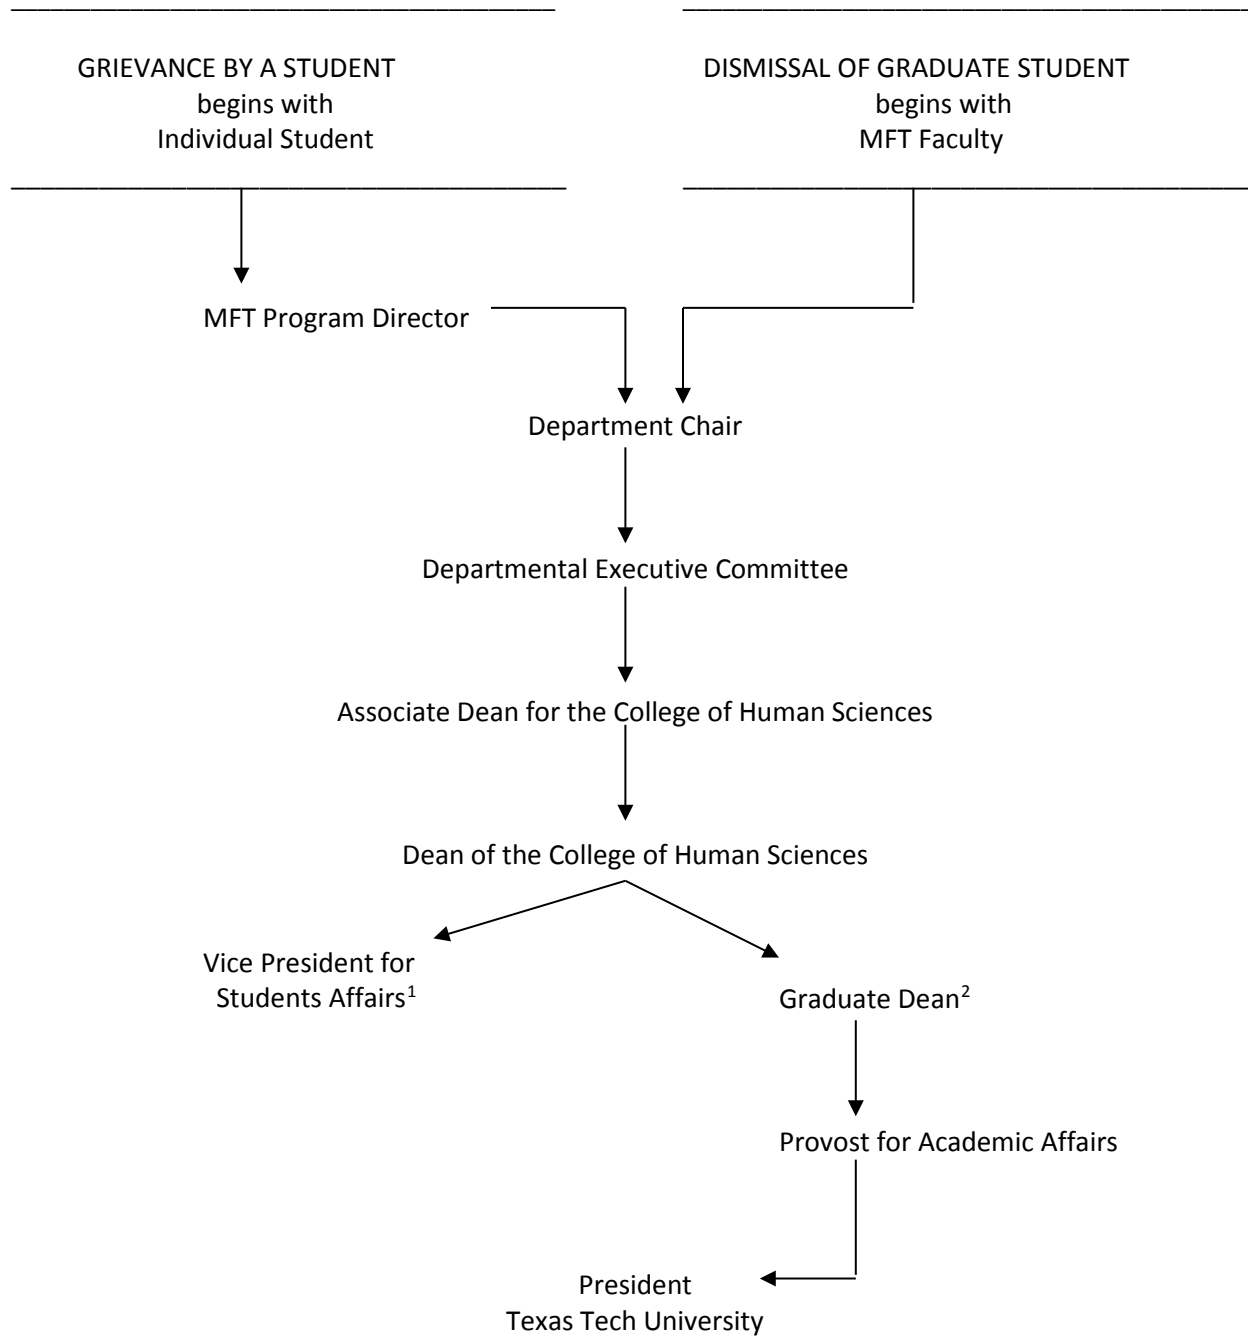 GRIEVANCE BY A STUDENT
begins with
Individual Student
DISMISSAL OF GRADUATE STUDENT
begins with
MFT Faculty
MFT Program Director
Department Chair
Departmental Executive Committee
Associate Dean for the College of Human Sciences
Dean of the College of Human Sciences
Vice President for
Students Affairs¹
Graduate Dean²
Provost for Academic Affairs
President
Texas Tech University